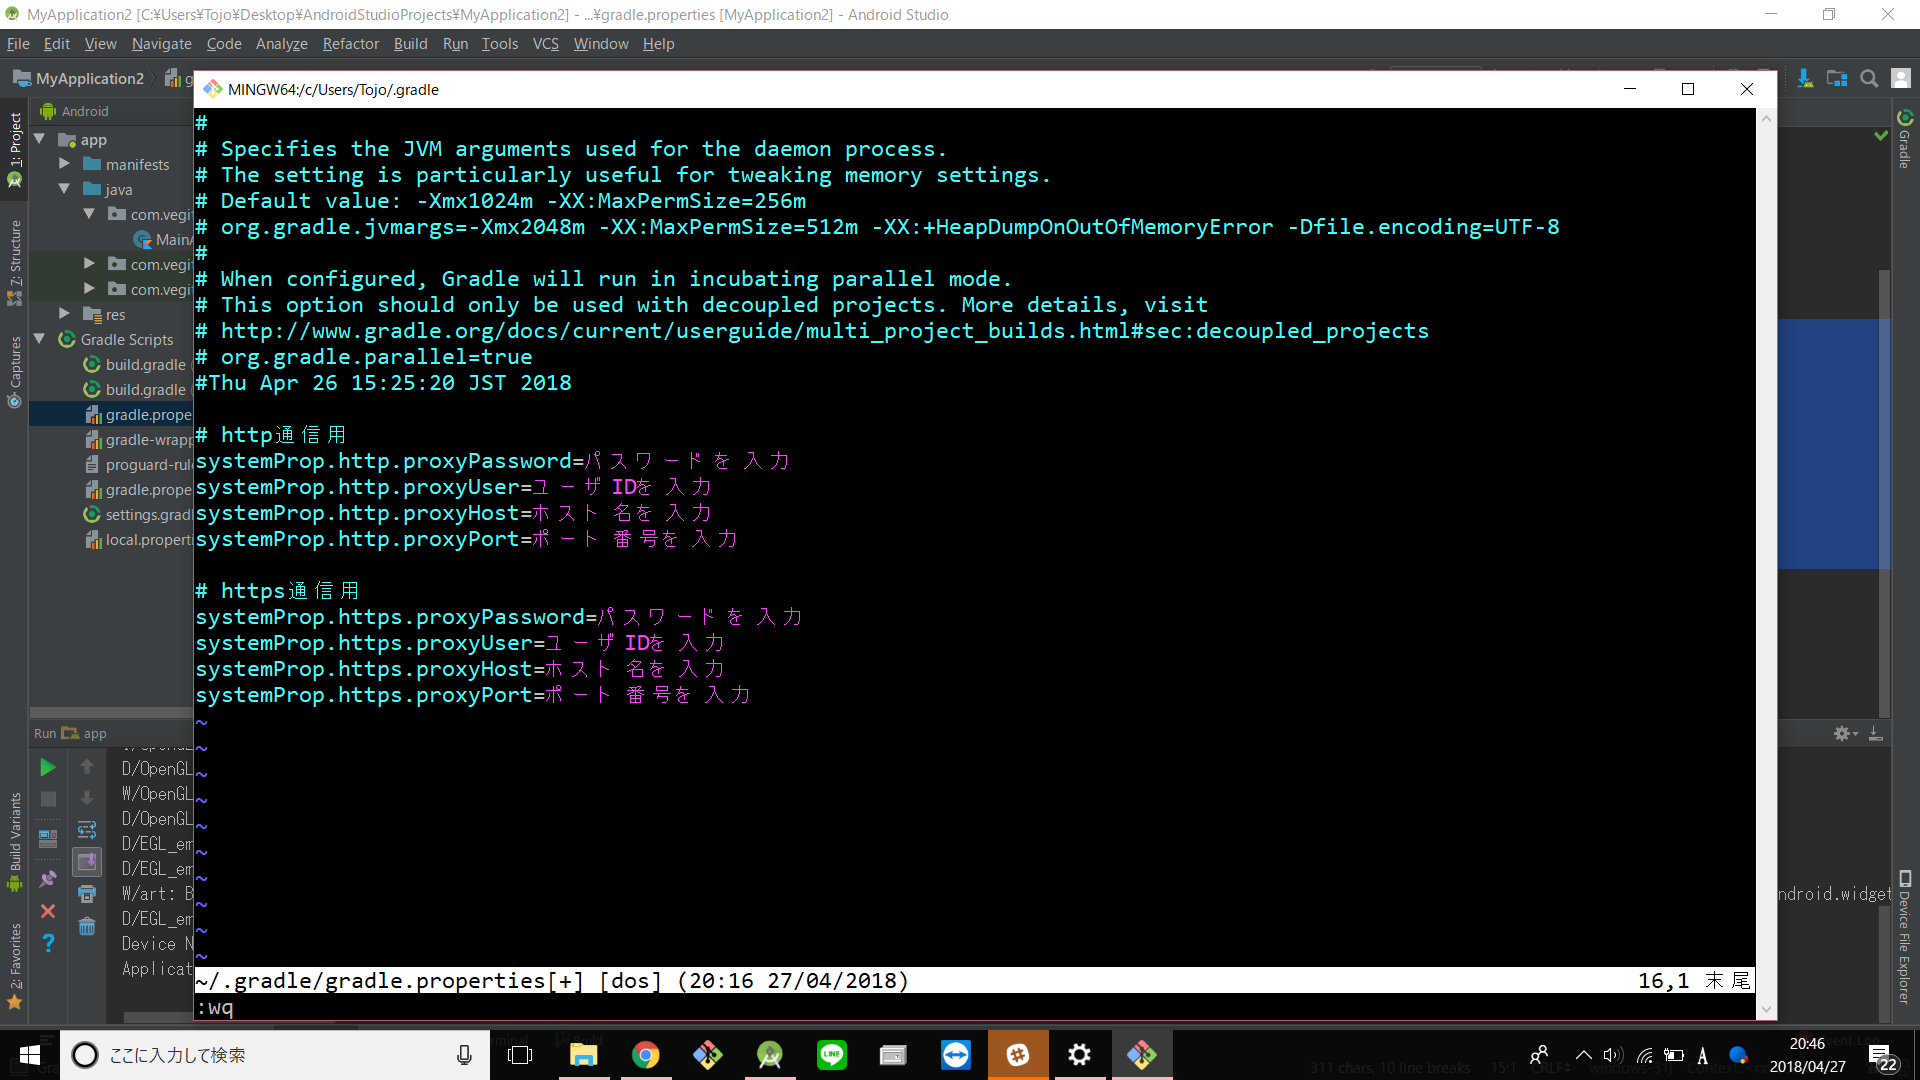 MyApplication2 [C:¥Users¥Tojo¥Desktop¥AndroidStudioProjects¥MyApplication2] - ...¥gradle.properties [MyApplication2] - Android Studio
File Edit View Navigate Code Analyze Refactor Build Run Tools VCS Window Help
MyApplication2 g
MINGW64:/c/Users/Tojo/.gradle
Android
1: Project
app
manifests
java
com.vegi
Main
com.vegi
com.vegi
res
Gradle Scripts
build.gradle
build.gradle
gradle.prope
gradle-wrapp
proguard-rul
gradle.prope
settings.grad
local.properti
7: Structure
Captures
Build Variants
2: Favorites
Gradle
Device File Explorer
#
# Specifies the JVM arguments used for the daemon process.
# The setting is particularly useful for tweaking memory settings.
# Default value: -Xmx1024m -XX:MaxPermSize=256m
# org.gradle.jvmargs=-Xmx2048m -XX:MaxPermSize=512m -XX:+HeapDumpOnOutOfMemoryError -Dfile.encoding=UTF-8
#
# When configured, Gradle will run in incubating parallel mode.
# This option should only be used with decoupled projects. More details, visit
# http://www.gradle.org/docs/current/userguide/multi_project_builds.html#sec:decoupled_projects
# org.gradle.parallel=true
#Thu Apr 26 15:25:20 JST 2018
# http通信用
systemProp.http.proxyPassword=パスワードを入力
systemProp.http.proxyUser=ユーザIDを入力
systemProp.http.proxyHost=ホスト名を入力
systemProp.http.proxyPort=ポート番号を入力
# https通信用
systemProp.https.proxyPassword=パスワードを入力
systemProp.https.proxyUser=ユーザIDを入力
systemProp.https.proxyHost=ホスト名を入力
systemProp.https.proxyPort=ポート番号を入力
~
~
~
~
~
~
~
~
~
~
~/.gradle/gradle.properties[+] [dos] (20:16 27/04/2018) 16,1 末尾
:wq
Run app
D/OpenGL
W/OpenGL
D/OpenGL
D/EGL_em
D/EGL_em
W/art: B
ndroid.widget
D/EGL_em
Device N
Applicat
ここに入力して検索
LINE
A
20:46
2018/04/27
22
311 chars, 10 line breaks 15:1 CRLF